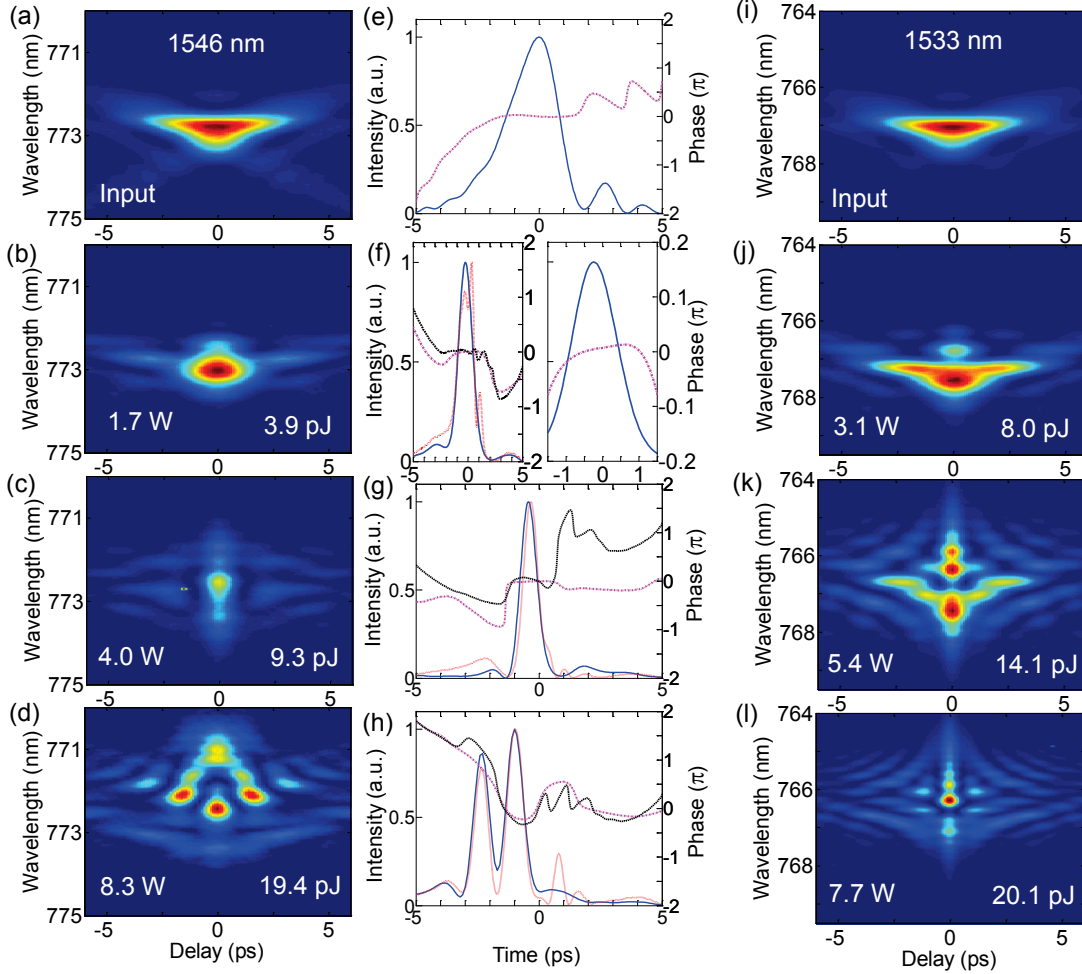 (a)
1546 nm
Input
Wavelength (nm)
771
773
775
-5
0
5
(b)
1.7 W
3.9 pJ
Wavelength (nm)
771
773
775
(c)
4.0 W
9.3 pJ
Wavelength (nm)
771
773
775
-5
0
5
(d)
8.3 W
19.4 pJ
Wavelength (nm)
771
773
775
-5
0
5
Delay (ps)
(e)
Intensity (a.u.)
1
0.5
0
-5
0
5
2
1
0
-1
-2
Phase (π)
(f)
Intensity (a.u.)
1
0.5
0
-5
0
5
2
1
0
-1
-2
-1
0
1
0.2
0.1
0
-0.1
-0.2
Phase (π)
(g)
Intensity (a.u.)
1
0.5
0
-5
0
5
2
1
0
-1
-2
Phase (π)
(h)
Intensity (a.u.)
1
0.5
0
-5
0
5
2
1
0
-1
-2
Phase (π)
Time (ps)
(i)
1533 nm
Input
Wavelength (nm)
764
766
768
-5
0
5
(j)
3.1 W
8.0 pJ
Wavelength (nm)
764
766
768
(k)
5.4 W
14.1 pJ
Wavelength (nm)
764
766
768
-5
0
5
(l)
7.7 W
20.1 pJ
Wavelength (nm)
764
766
768
-5
0
5
Delay (ps)